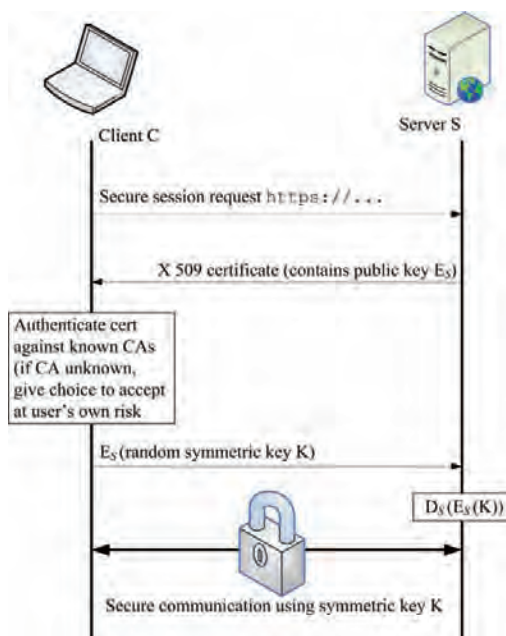 Client C
Server S
Secure session request https://...
X 509 certificate (contains public key E_S)
Authenticate cert
against known CAs
(if CA unknown,
give choice to accept
at user's own risk
E_S (random symmetric key K)
D_S(E_S(K))
Secure communication using symmetric key K